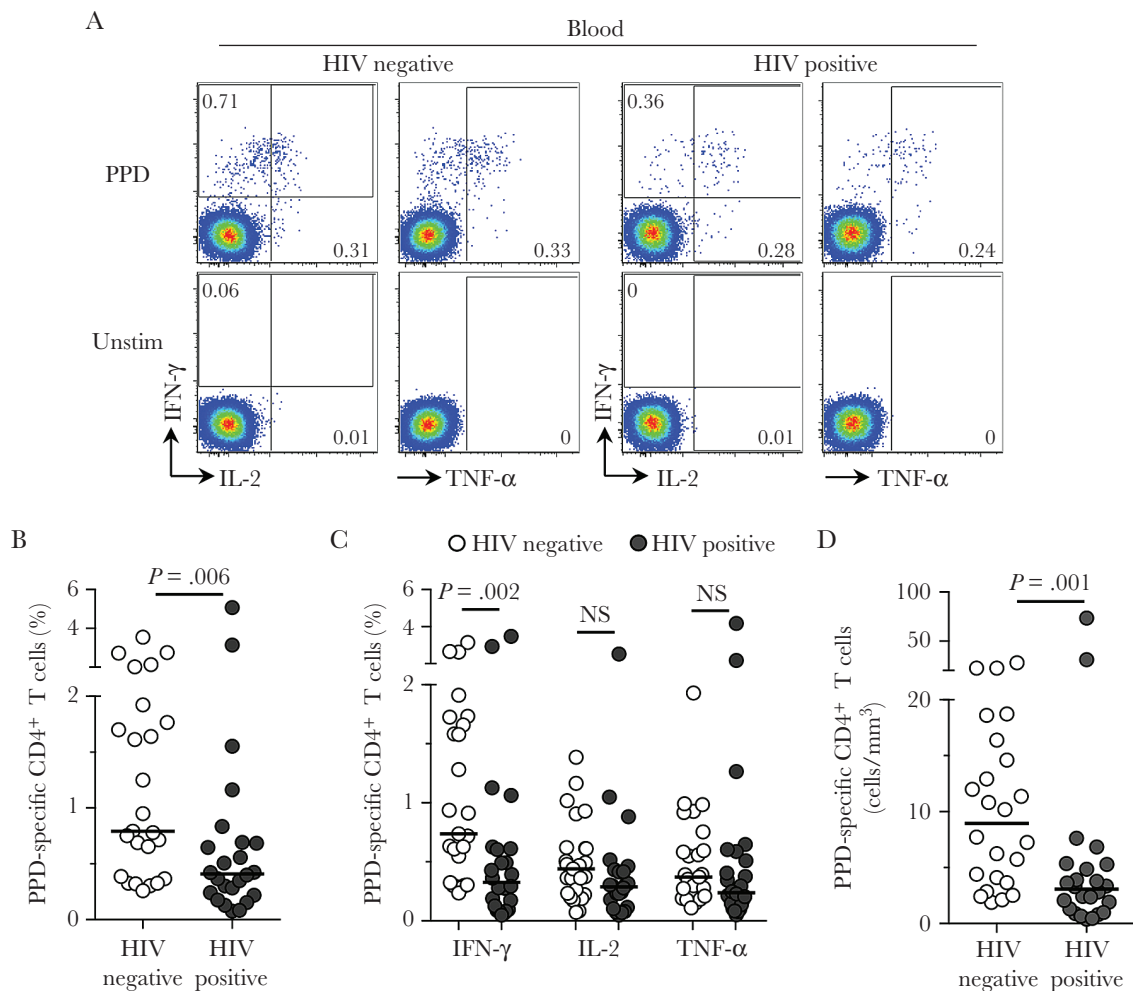 A
Blood
HIV negative
HIV positive
PPD
0.71
0.31
0.33
0.36
0.28
0.24
Unstim
0.06
0.01
0
0
0.01
0
IFN-γ
IL-2
TNF-α
IFN-γ
IL-2
TNF-α
B
P = .006
PPD-specific CD4⁺ T cells (%)
6
4
2
1
0
HIV negative
HIV positive
C
HIV negative
HIV positive
P = .002
NS
NS
PPD-specific CD4⁺ T cells (%)
6
4
2
1
0
IFN-γ
IL-2
TNF-α
D
P = .001
PPD-specific CD4⁺ T cells
(cells/mm³)
100
50
20
10
0
HIV negative
HIV positive